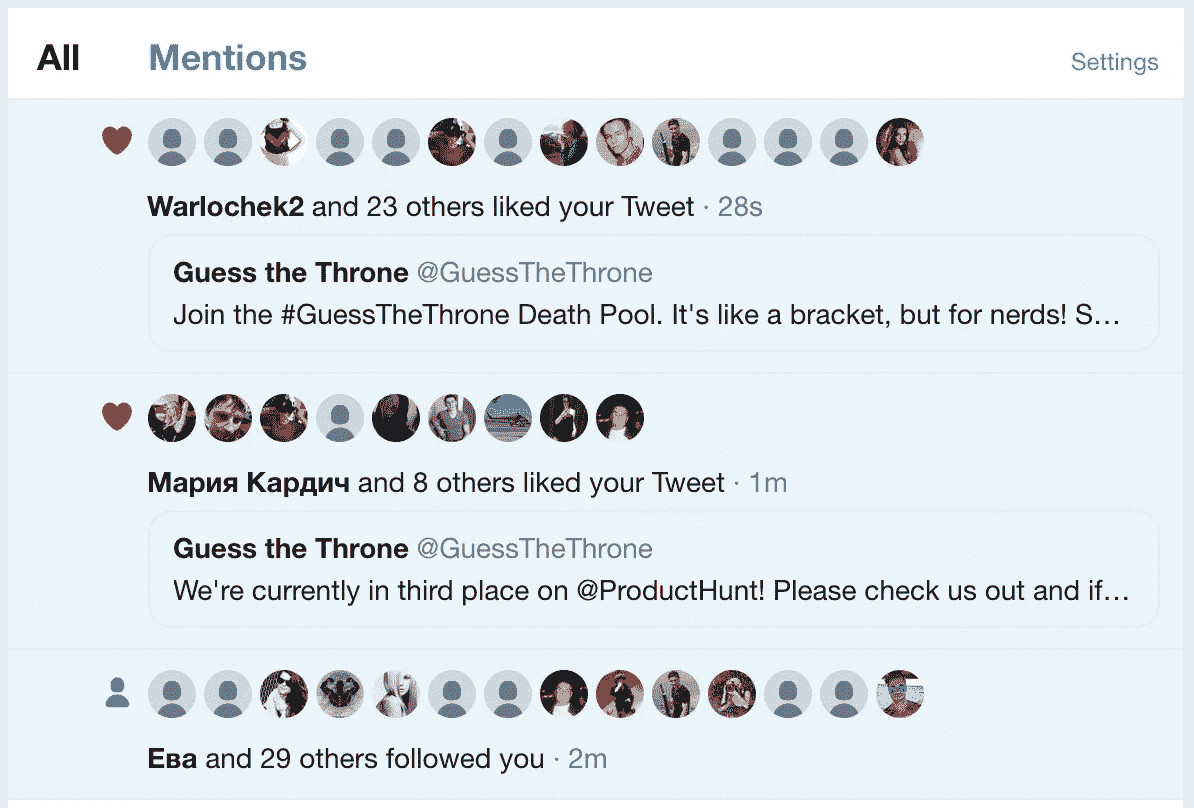 All Mentions Settings
Warlochek2 and 23 others liked your Tweet · 28s
Guess the Throne @GuessTheThrone
Join the #GuessTheThrone Death Pool. It's like a bracket, but for nerds! S…
Мария Кардич and 8 others liked your Tweet · 1m
Guess the Throne @GuessTheThrone
We're currently in third place on @ProductHunt! Please check us out and if…
Ева and 29 others followed you · 2m